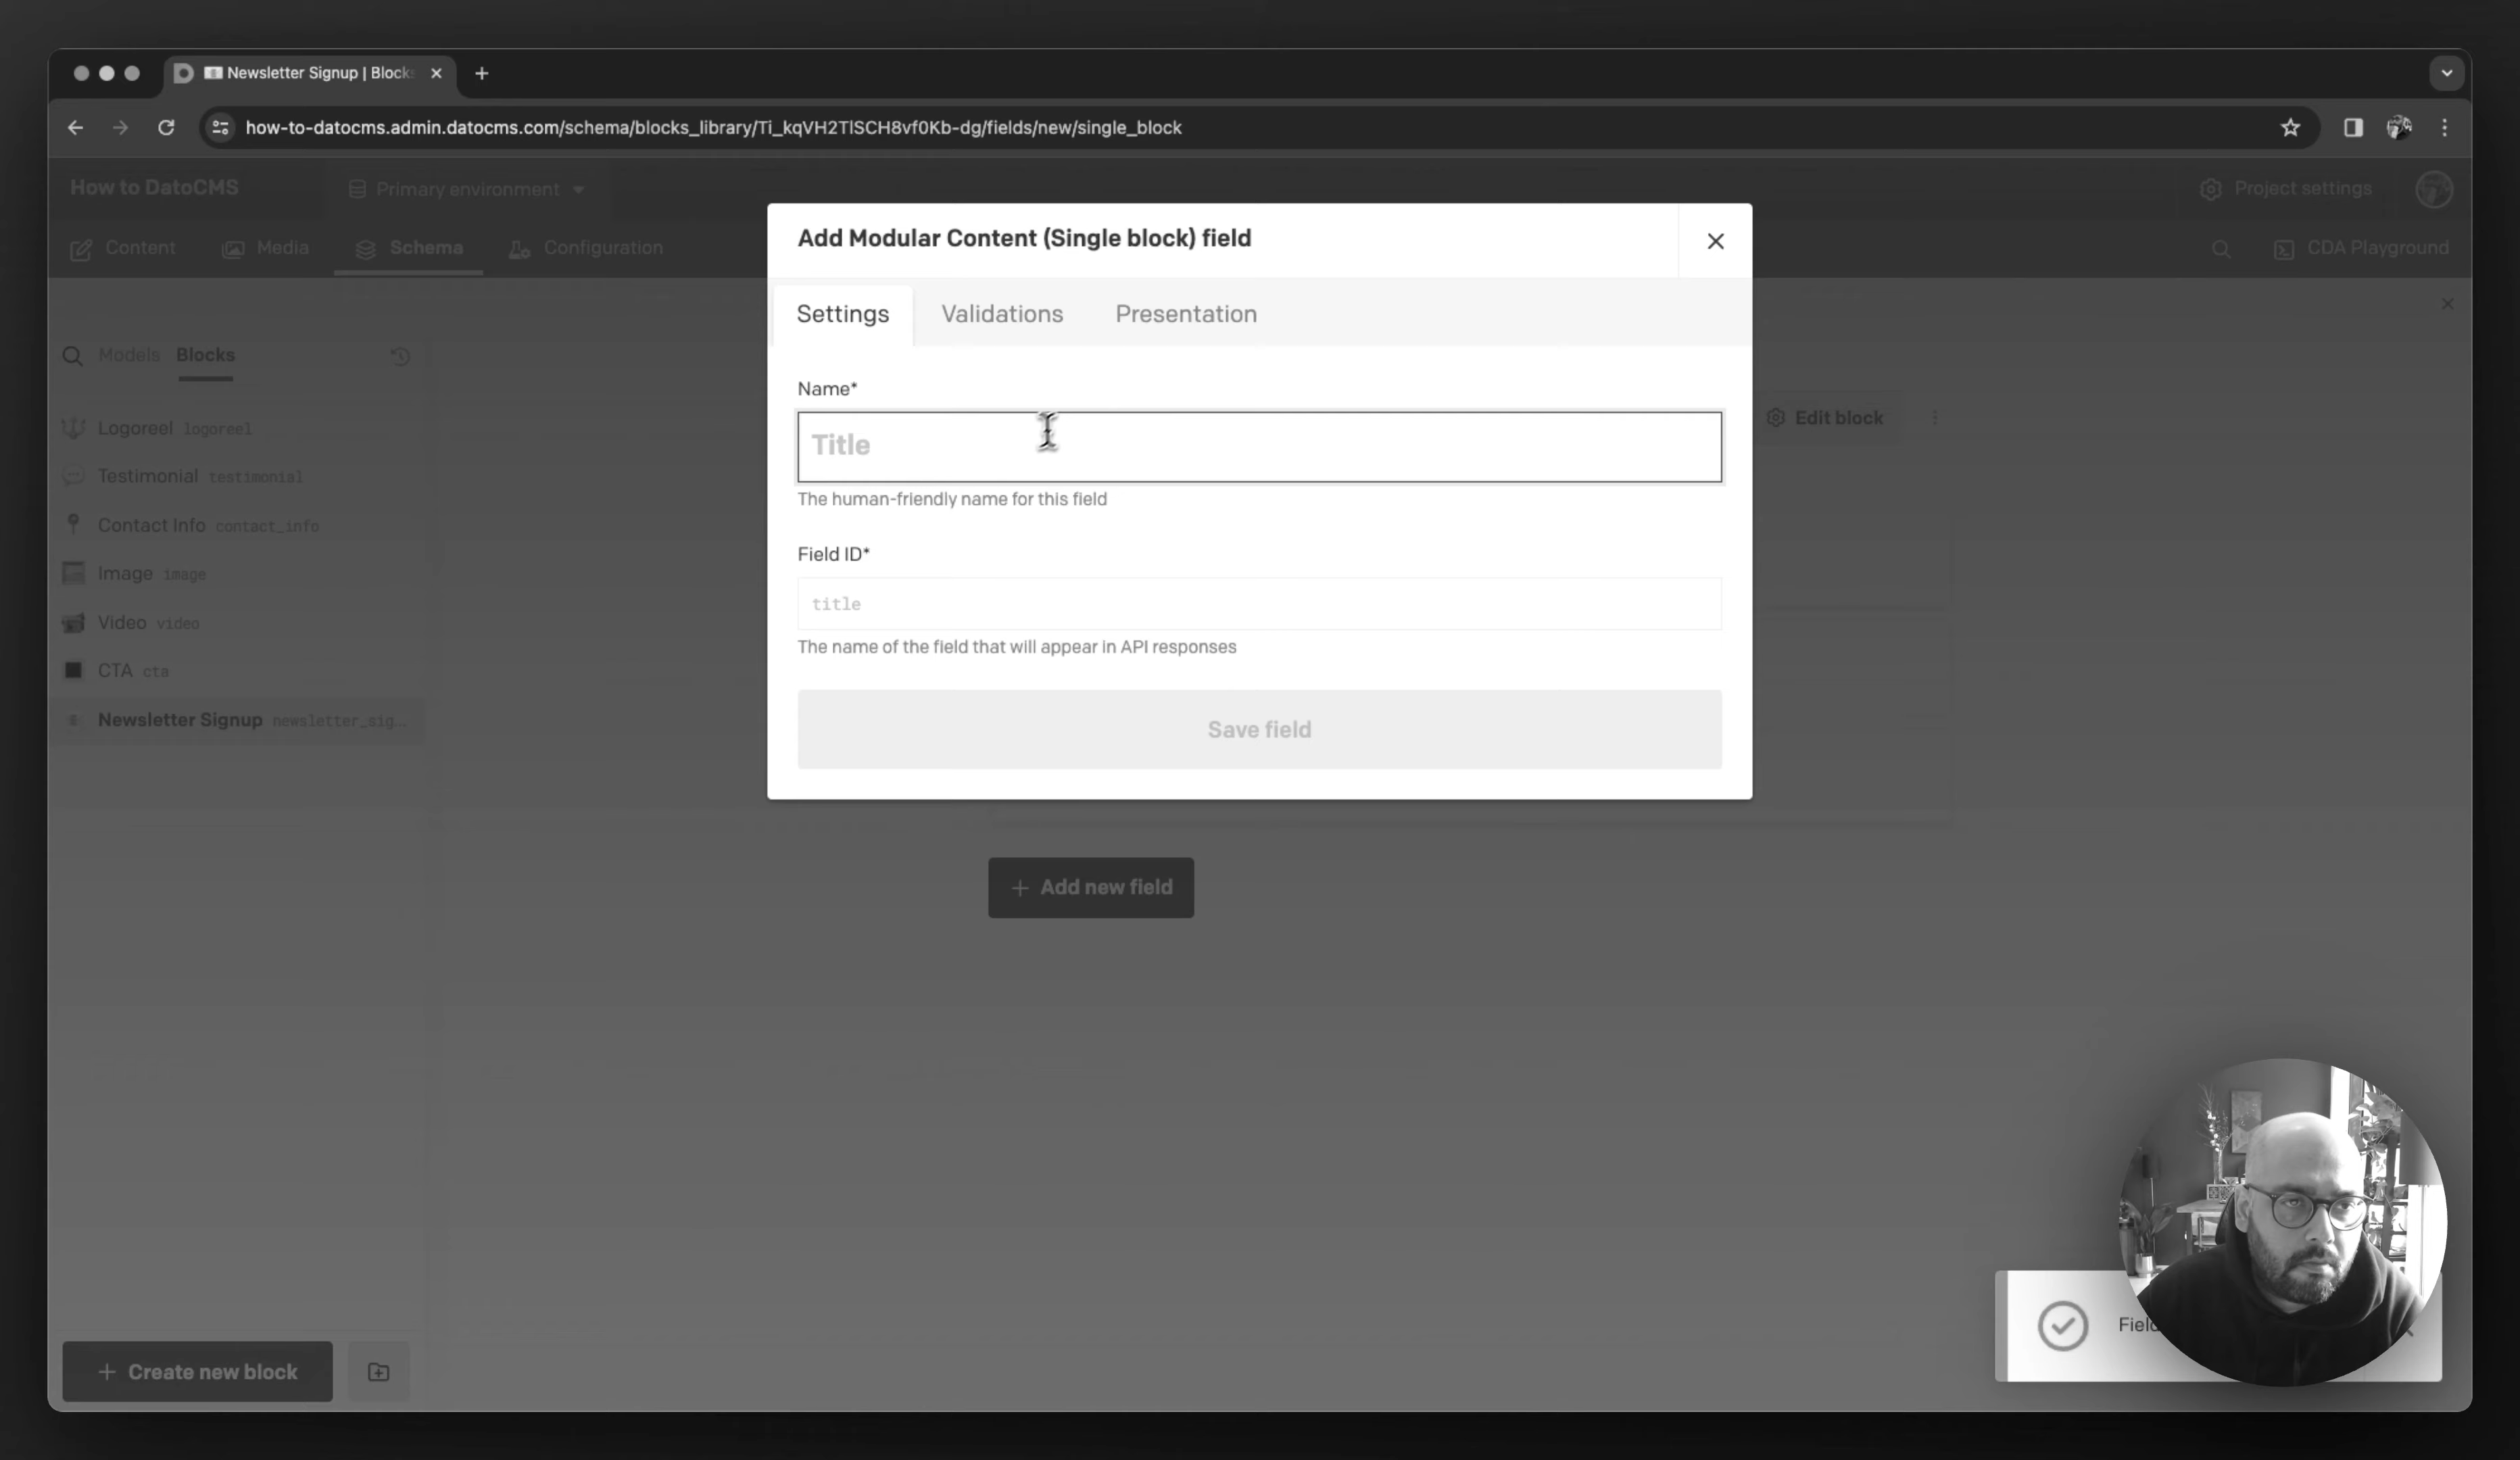 Newsletter Signup | Block
how-to-datocms.admin.datocms.com/schema/blocks_library/Ti_kqVH2TlSCH8vf0Kb-dg/fields/new/single_block
How to DatoCMS
Primary environment
Project settings
Content
Media
Schema
Configuration
CDA Playground
Add Modular Content (Single block) field
Settings
Validations
Presentation
Models
Blocks
Name*
Title
The human-friendly name for this field
Edit block
Logoreel logoreel
Testimonial testimonial
Contact Info contact_info
Image image
Video video
CTA cta
Newsletter Signup newsletter_sig...
Field ID*
title
The name of the field that will appear in API responses
Save field
+ Add new field
+ Create new block